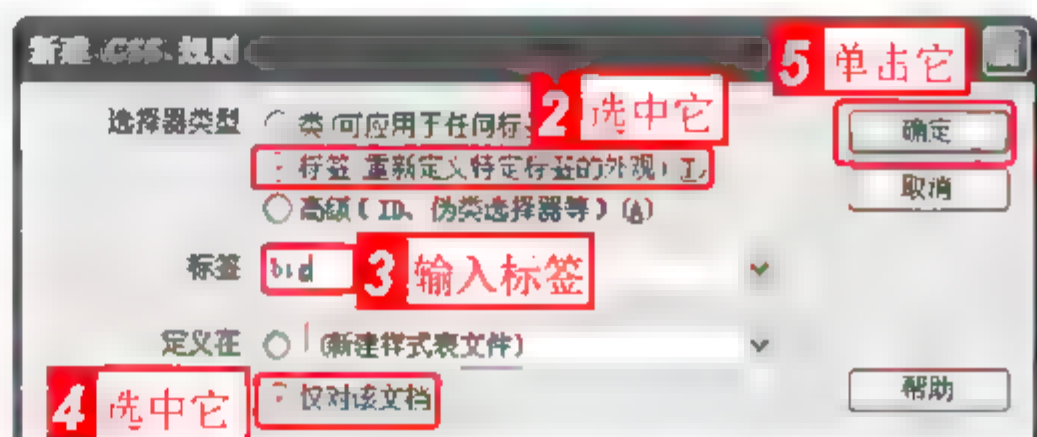 新建 CSS 规则
5 单击它
选择器类型
类(可应用于任何标
2 选中它
确定
标签(重新定义特定标签的外观)(T)
取消
高级(ID、伪类选择器等)(A)
标签
3 输入标签
定义在
(新建样式表文件)
4 选中它
仅对该文档
帮助